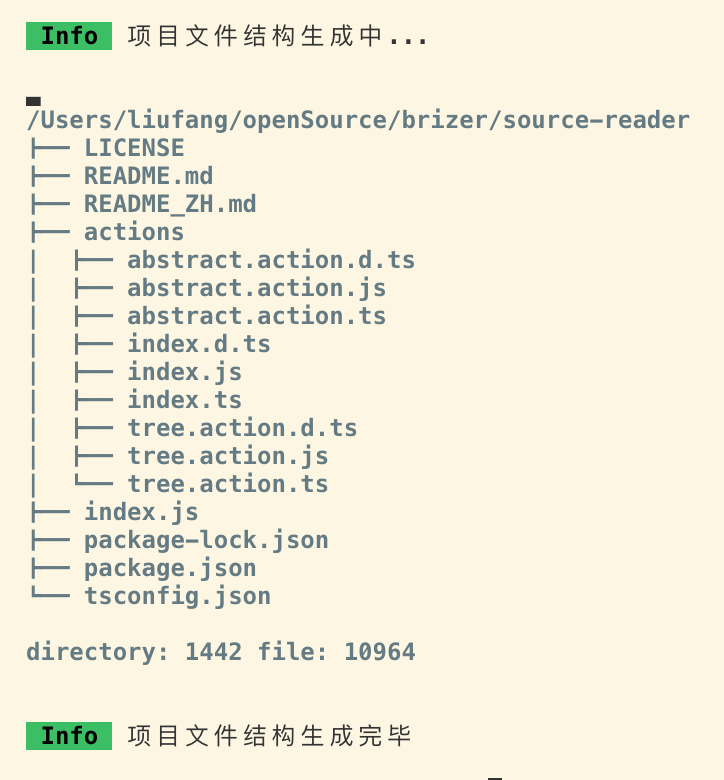 Info 项目文件结构生成中...
/Users/liufang/openSource/brizer/source-reader
├── LICENSE
├── README.md
├── README_ZH.md
├── actions
│  ├── abstract.action.d.ts
│  ├── abstract.action.js
│  ├── abstract.action.ts
│  ├── index.d.ts
│  ├── index.js
│  ├── index.ts
│  ├── tree.action.d.ts
│  ├── tree.action.js
│  └── tree.action.ts
├── index.js
├── package-lock.json
├── package.json
└── tsconfig.json
directory: 1442 file: 10964
Info 项目文件结构生成完毕